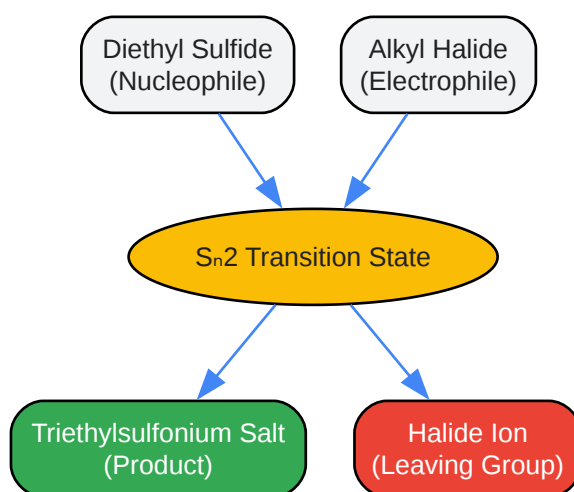 Diethyl Sulfide
(Nucleophile)
Alkyl Halide
(Electrophile)
Sₙ2 Transition State
Triethylsulfonium Salt
(Product)
Halide Ion
(Leaving Group)